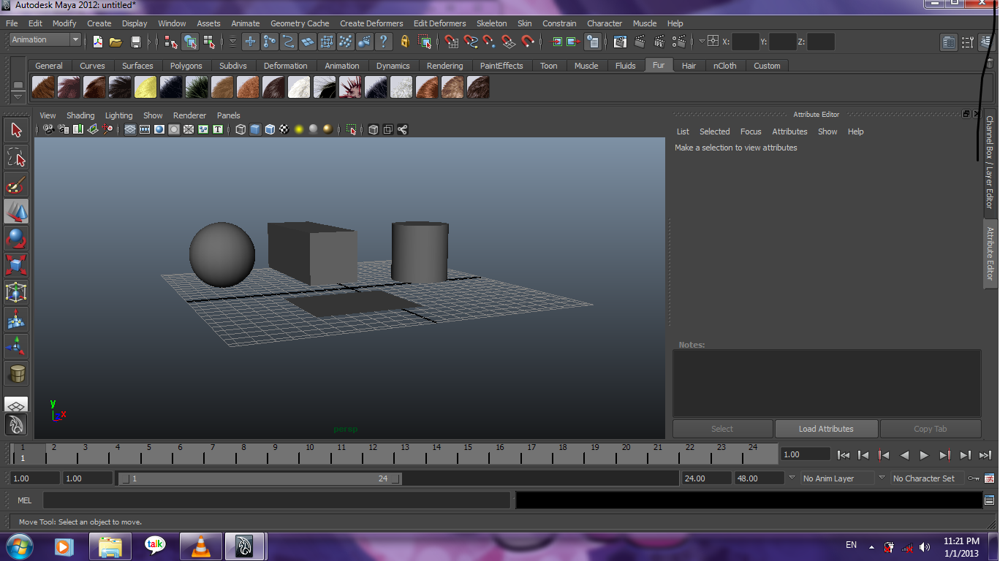 Autodesk Maya 2012: untitled*
File Edit Modify Create Display Window Assets Animate Geometry Cache Create Deformers Edit Deformers Skeleton Skin Constrain Character Muscle Help
Animation X: Y: Z:
General Curves Surfaces Polygons Subdivs Deformation Animation Dynamics Rendering PaintEffects Toon Muscle Fluids Fur Hair nCloth Custom
View Shading Lighting Show Renderer Panels
Attribute Editor
List Selected Focus Attributes Show Help
Make a selection to view attributes
Channel Box / Layer Editor
Attribute Editor
Notes:
Select Load Attributes Copy Tab
y
z x
persp
1 2 3 4 5 6 7 8 9 10 11 12 13 14 15 16 17 18 19 20 21 22 23 24
1
1.00
1.00 1.00 1 24 24.00 48.00 No Anim Layer No Character Set
MEL
Move Tool: Select an object to move.
talk
EN
11:21 PM
1/1/2013